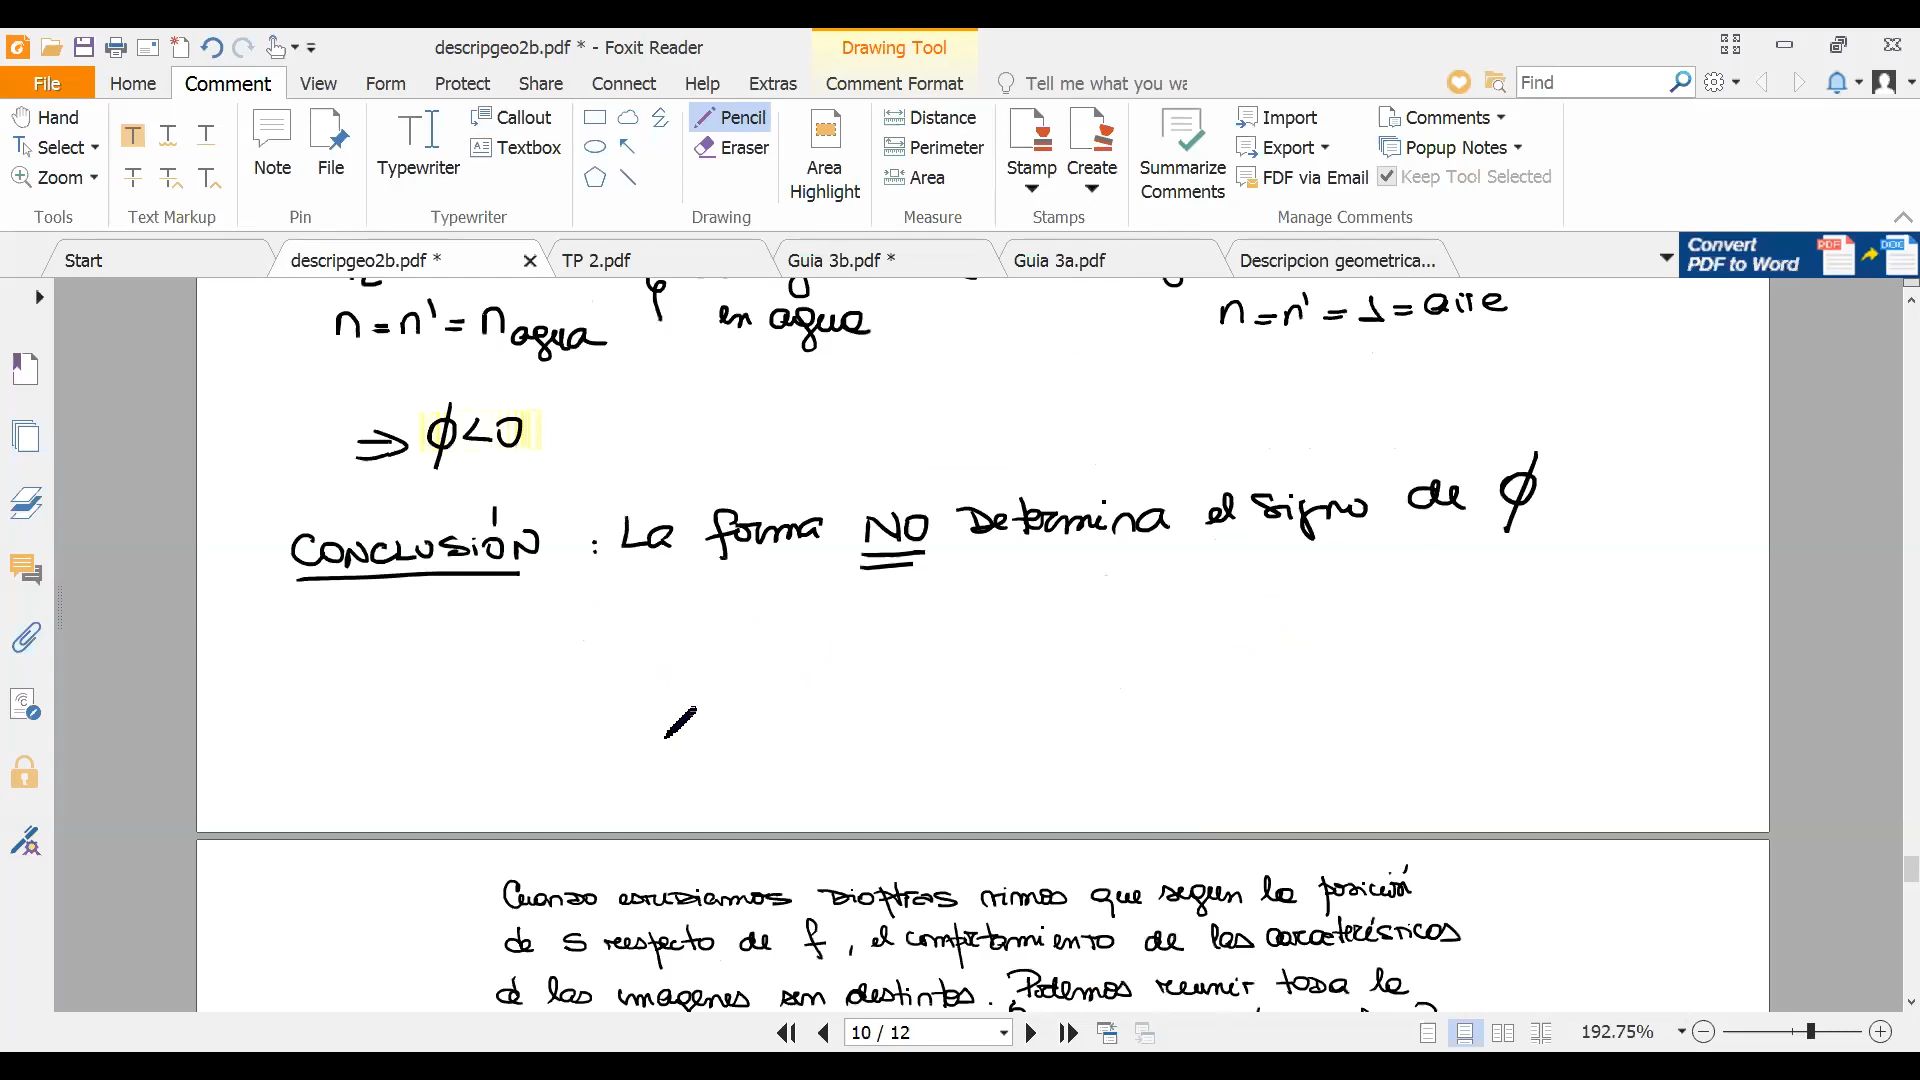 descripgeo2b.pdf * - Foxit Reader
Drawing Tool
File Home Comment View Form Protect Share Connect Help Extras Comment Format Tell me what you wa Find
Hand
Select
Zoom
Tools
Text Markup
Note
File
Pin
Typewriter
Callout
Textbox
Typewriter
Pencil
Eraser
Drawing
Area
Highlight
Distance
Perimeter
Area
Measure
Stamp
Create
Stamps
Summarize
Comments
Import
Export
FDF via Email
Comments
Popup Notes
Keep Tool Selected
Manage Comments
Start descripgeo2b.pdf * TP 2.pdf Guia 3b.pdf * Guia 3a.pdf Descripcion geometrica...
Convert
PDF to Word
PDF DOC
n = n' = n agua en agua n = n' = 1 = aire
⇒ ϕ<0
CONCLUSIÓN : La forma NO Determina el signo de ϕ
Cuando estudiamos Dioptras vimos que según la posición
de s respecto de f, el comportamiento de las características
de las imagenes son distintos. Podemos reunir toda la
10 / 12
192.75%